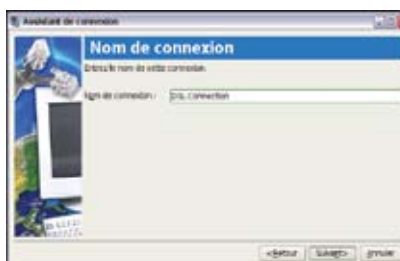 Assistant de connexion
Nom de connexion
Entrez le nom de cette connexion.
Nom de connexion : DSL Connection
<Retour Suivant> Annuler